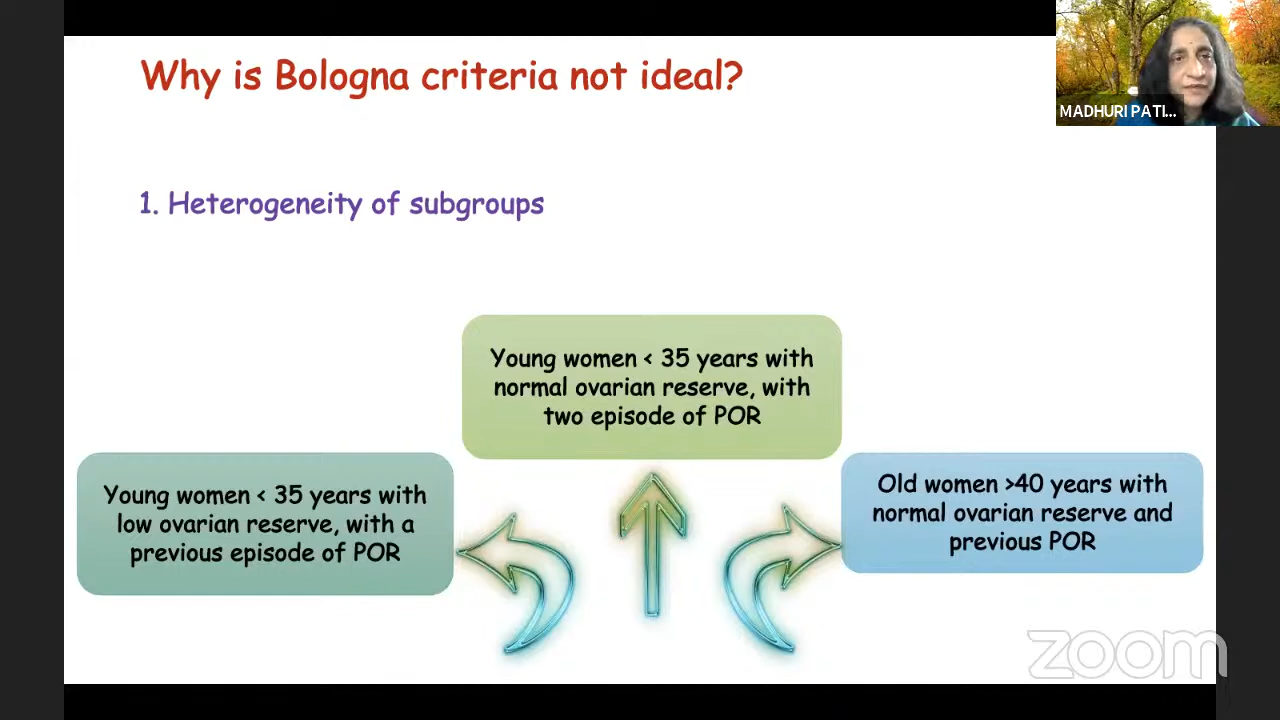 Why is Bologna criteria not ideal?
MADHURI PATI...
1. Heterogeneity of subgroups
Young women < 35 years with
normal ovarian reserve, with
two episode of POR
Young women < 35 years with
low ovarian reserve, with a
previous episode of POR
Old women >40 years with
normal ovarian reserve and
previous POR
zoom